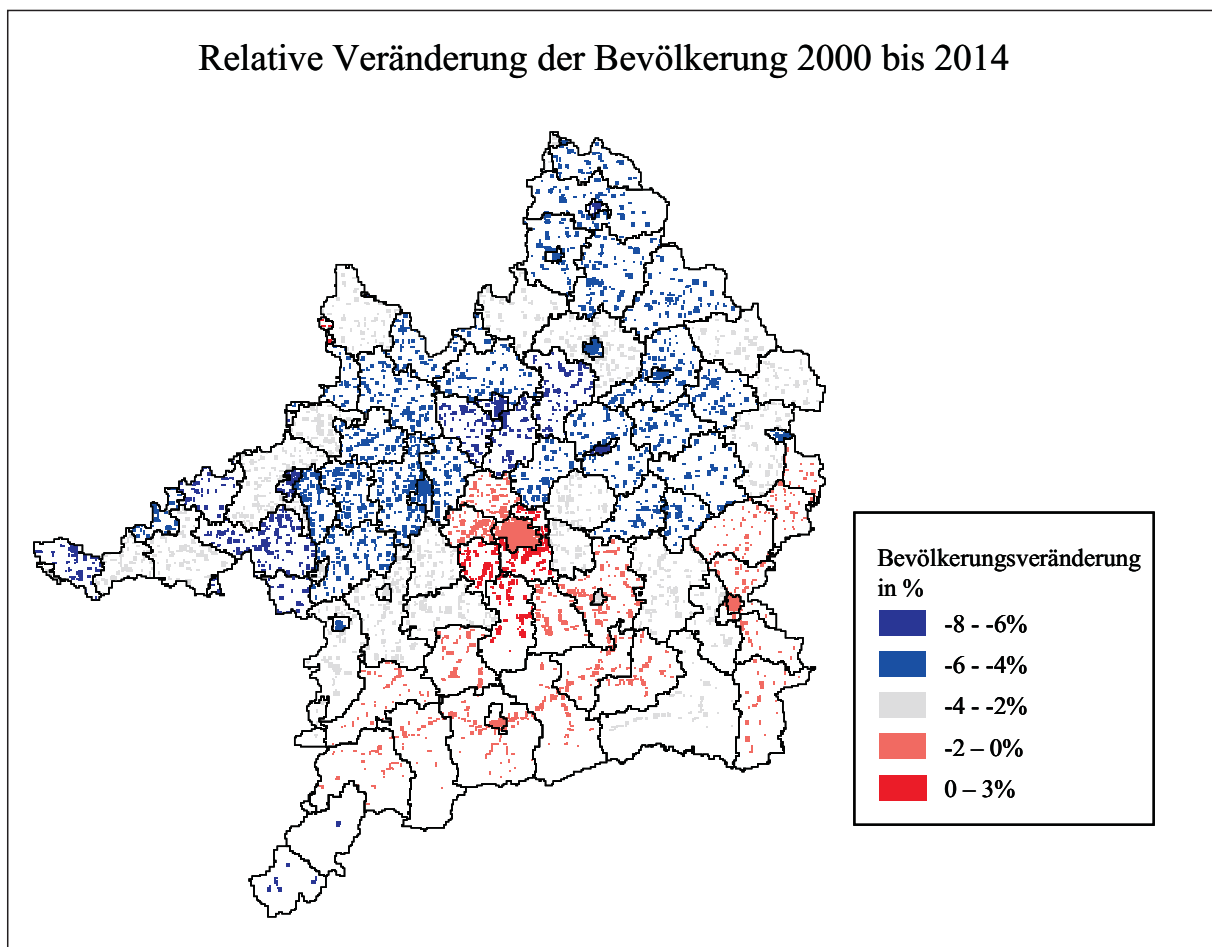 Relative Veränderung der Bevölkerung 2000 bis 2014
Bevölkerungsveränderung
in %
-8 - -6%
-6 - -4%
-4 - -2%
-2 – 0%
0 – 3%